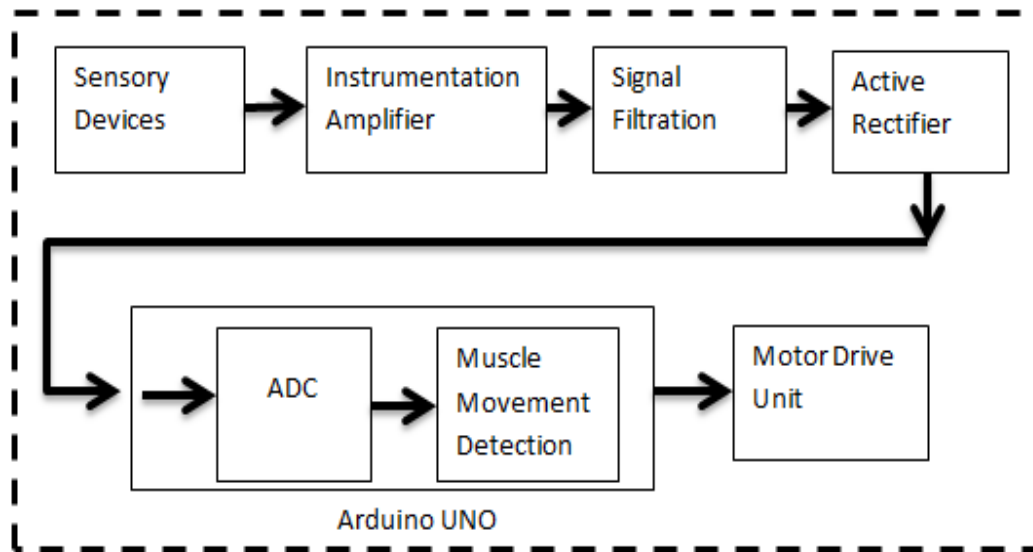 Sensory
Devices
Instrumentation
Amplifier
Signal
Filtration
Active
Rectifier
ADC
Muscle
Movement
Detection
Motor Drive
Unit
Arduino UNO